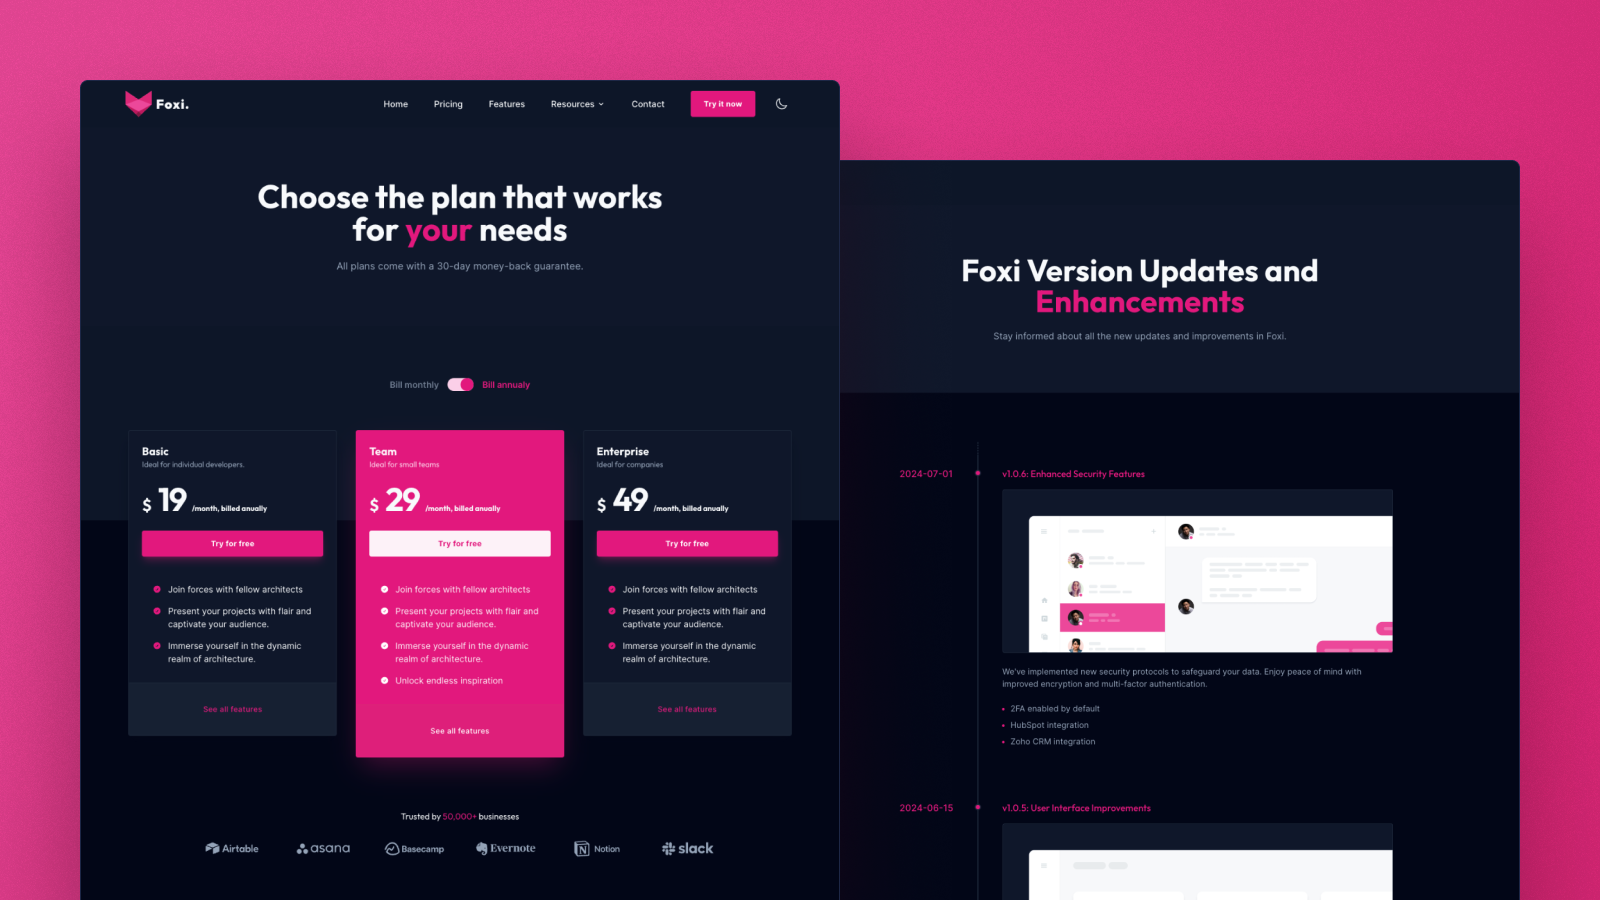 Foxi.
Home
Pricing
Features
Resources
Contact
Try it now
Choose the plan that works
for your needs
All plans come with a 30-day money-back guarantee.
Bill monthly
Bill annualy
Basic
Ideal for individual developers.
$ 19 /month, billed anually
Try for free
Join forces with fellow architects
Present your projects with flair and
captivate your audience.
Immerse yourself in the dynamic
realm of architecture.
See all features
Team
Ideal for small teams
$ 29 /month, billed anually
Try for free
Join forces with fellow architects
Present your projects with flair and
captivate your audience.
Immerse yourself in the dynamic
realm of architecture.
Unlock endless inspiration
See all features
Enterprise
Ideal for companies
$ 49 /month, billed anually
Try for free
Join forces with fellow architects
Present your projects with flair and
captivate your audience.
Immerse yourself in the dynamic
realm of architecture.
See all features
Trusted by 50,000+ businesses
Airtable
asana
Basecamp
Evernote
Notion
slack
Foxi Version Updates and
Enhancements
Stay informed about all the new updates and improvements in Foxi.
2024-07-01
v1.0.6: Enhanced Security Features
We've implemented new security protocols to safeguard your data. Enjoy peace of mind with
improved encryption and multi-factor authentication.
2FA enabled by default
HubSpot integration
Zoho CRM integration
2024-06-15
v1.0.5: User Interface Improvements